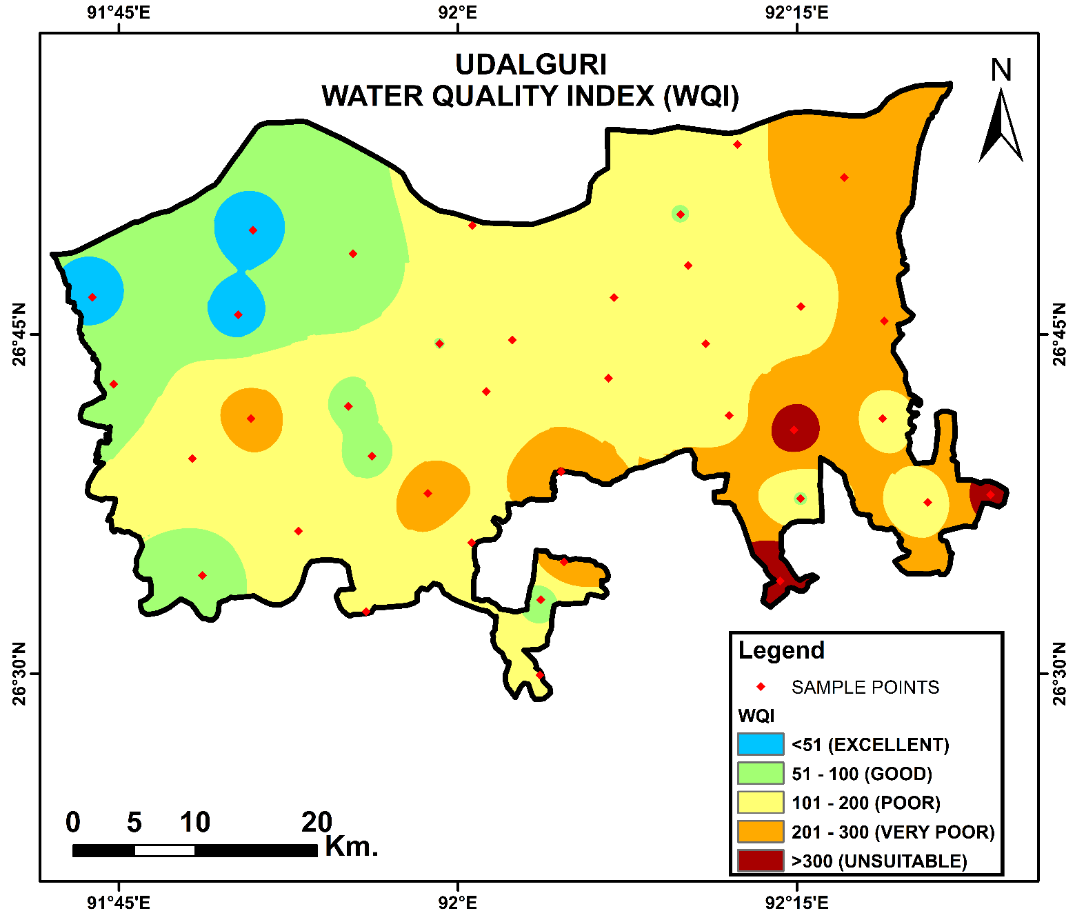 91°45'E 92°E 92°15'E
UDALGURI
WATER QUALITY INDEX (WQI)
N
26°45'N 26°45'N
26°30'N 26°30'N
Legend
SAMPLE POINTS
WQI
<51 (EXCELLENT)
51 - 100 (GOOD)
101 - 200 (POOR)
201 - 300 (VERY POOR)
>300 (UNSUITABLE)
0 5 10 20
Km.
91°45'E 92°E 92°15'E